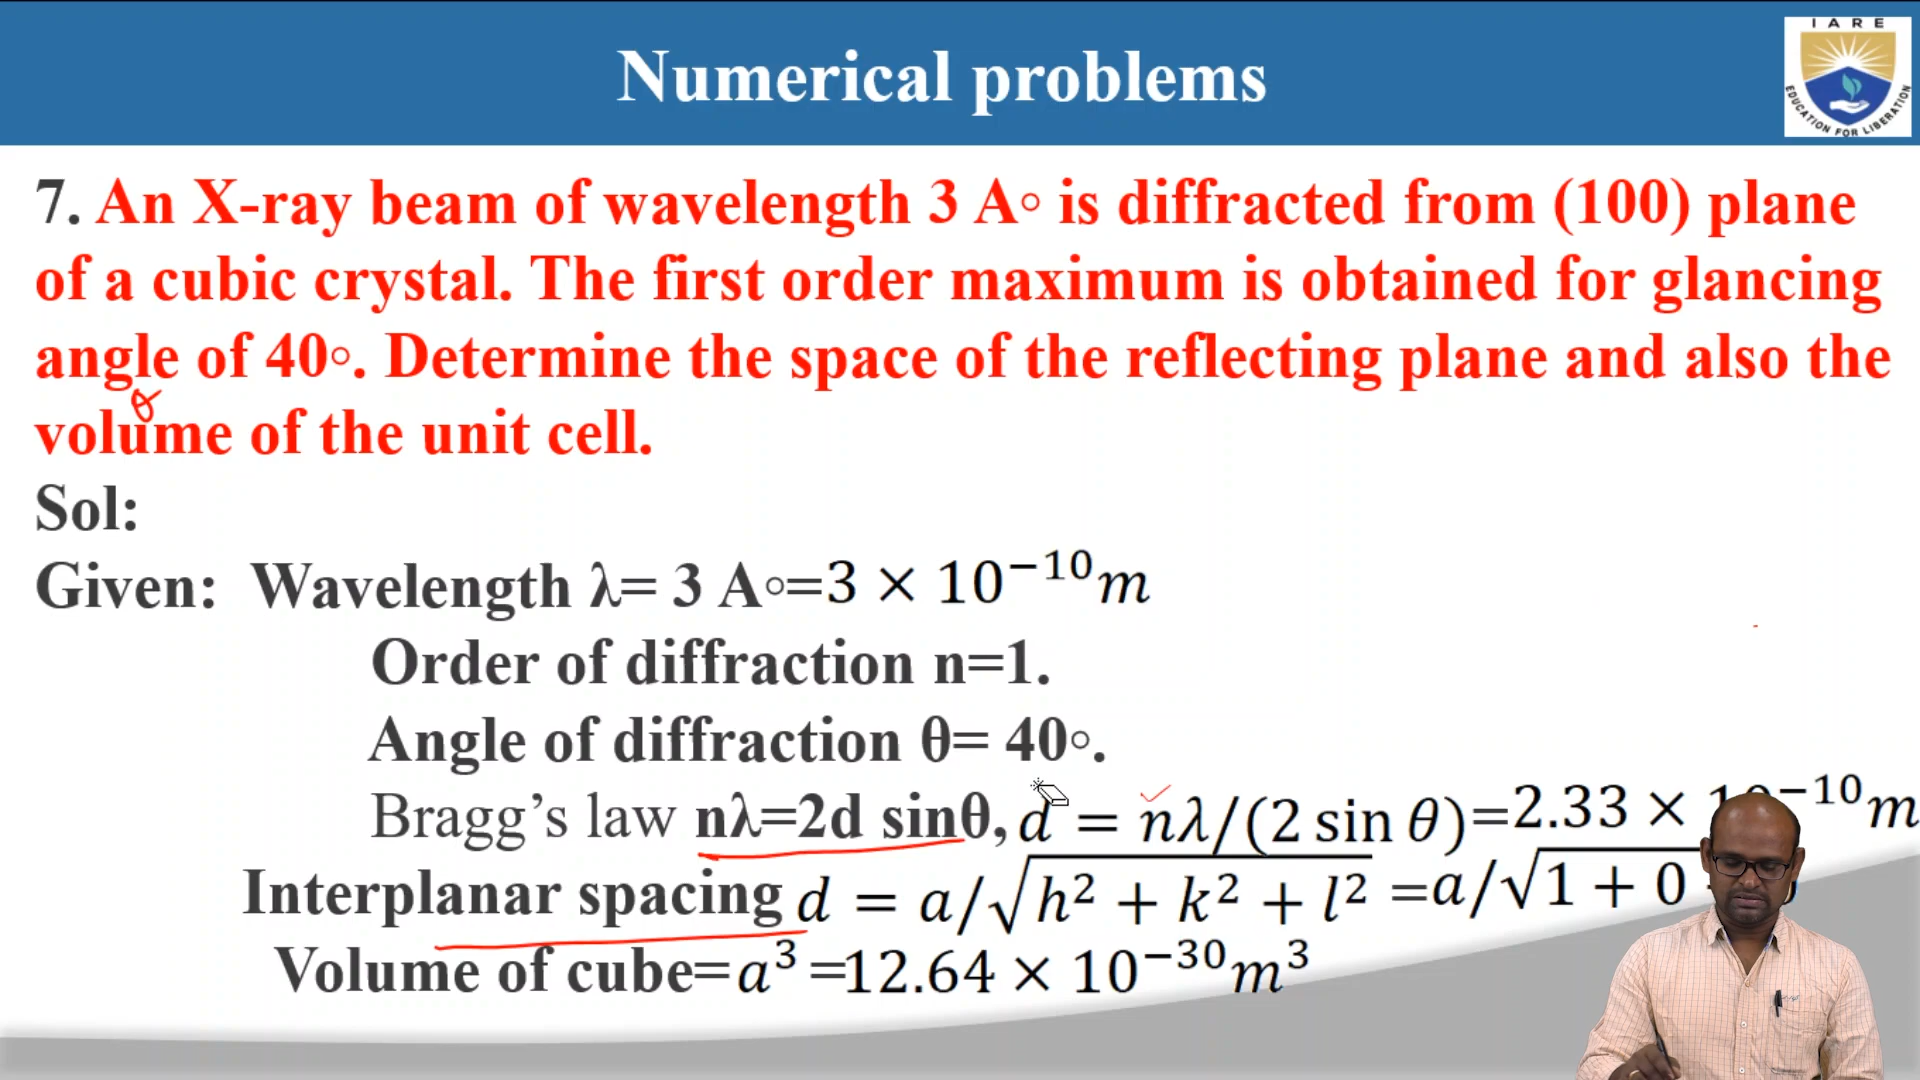 IARE
Numerical problems
EDUCATION FOR LIBERATION
7. An X-ray beam of wavelength 3 A◦ is diffracted from (100) plane
of a cubic crystal. The first order maximum is obtained for glancing
angle of 40◦. Determine the space of the reflecting plane and also the
volume of the unit cell.
Sol:
Given: Wavelength λ= 3 A◦=3 × 10⁻¹⁰m
Order of diffraction n=1.
Angle of diffraction θ= 40◦.
Bragg’s law nλ=2d sinθ, d = nλ/(2 sin θ)=2.33 × 10⁻¹⁰m
Interplanar spacing d = a/√h² + k² + l² =a/√1 + 0
Volume of cube=a³=12.64 × 10⁻³⁰m³